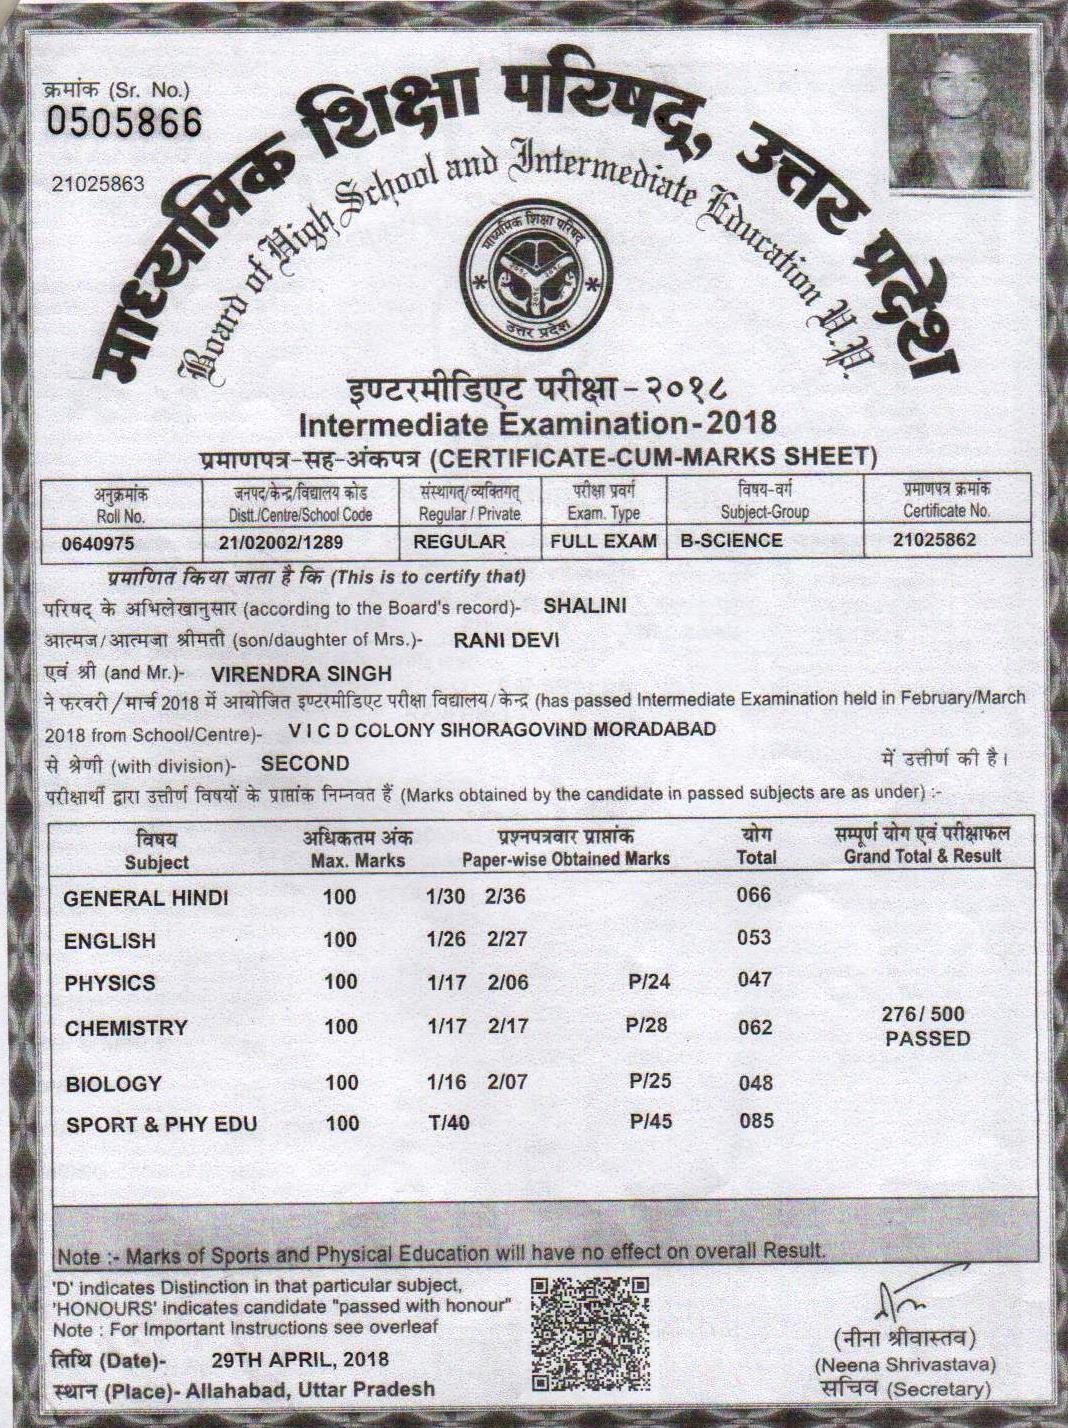 क्रमांक (Sr. No.)
0505866
21025863
माध्यमिक शिक्षा परिषद्, उत्तर प्रदेश
Board of High School and Intermediate Education U.P.
माध्यमिक शिक्षा परिषद
उत्तर प्रदेश
इण्टरमीडिएट परीक्षा - २०१८
Intermediate Examination-2018
प्रमाणपत्र-सह-अंकपत्र (CERTIFICATE-CUM-MARKS SHEET)
अनुक्रमांक जनपद/केन्द्र/विद्यालय कोड संस्थागत/व्यक्तिगत परीक्षा प्रवर्ग विषय-वर्ग प्रमाणपत्र क्रमांक
Roll No. Distt./Centre/School Code Regular / Private Exam. Type Subject-Group Certificate No.
0640975 21/02002/1289 REGULAR FULL EXAM B-SCIENCE 21025862
प्रमाणित किया जाता है कि (This is to certify that)
परिषद् के अभिलेखानुसार (according to the Board's record)- SHALINI
आत्मज/आत्मजा श्रीमती (son/daughter of Mrs.)- RANI DEVI
एवं श्री (and Mr.)- VIRENDRA SINGH
ने फरवरी/मार्च 2018 में आयोजित इण्टरमीडिएट परीक्षा विद्यालय/केन्द्र (has passed Intermediate Examination held in February/March
2018 from School/Centre)- V I C D COLONY SIHORAGOVIND MORADABAD
से श्रेणी (with division)- SECOND में उत्तीर्ण की है।
परीक्षार्थी द्वारा उत्तीर्ण विषयों के प्राप्तांक निम्नवत हैं (Marks obtained by the candidate in passed subjects are as under) :-
विषय अधिकतम अंक प्रश्नपत्रवार प्राप्तांक योग सम्पूर्ण योग एवं परीक्षाफल
Subject Max. Marks Paper-wise Obtained Marks Total Grand Total & Result
GENERAL HINDI 100 1/30 2/36 066
ENGLISH 100 1/26 2/27 053
PHYSICS 100 1/17 2/06 P/24 047
CHEMISTRY 100 1/17 2/17 P/28 062
276/ 500
PASSED
BIOLOGY 100 1/16 2/07 P/25 048
SPORT & PHY EDU 100 T/40 P/45 085
Note :- Marks of Sports and Physical Education will have no effect on overall Result.
'D' indicates Distinction in that particular subject,
'HONOURS' indicates candidate "passed with honour"
Note : For Important Instructions see overleaf
तिथि (Date)- 29TH APRIL, 2018
स्थान (Place)- Allahabad, Uttar Pradesh
(नीना श्रीवास्तव)
(Neena Shrivastava)
सचिव (Secretary)